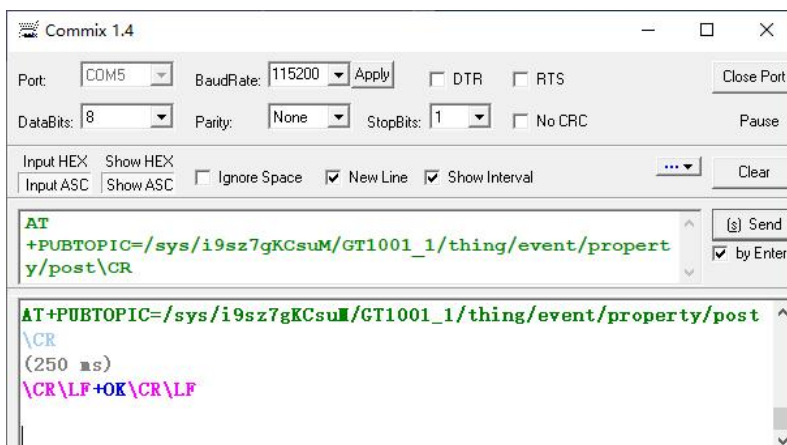 Commix 1.4
Port: COM5 BaudRate: 115200 Apply DTR RTS Close Port
DataBits: 8 Parity: None StopBits: 1 No CRC Pause
Input HEX Show HEX
Input ASC Show ASC Ignore Space New Line Show Interval ... Clear
AT
+PUBTOPIC=/sys/i9sz7gKCsuM/GT1001_1/thing/event/propert
y/post\CR
(s) Send
by Enter
AT+PUBTOPIC=/sys/i9sz7gKCsuM/GT1001_1/thing/event/property/post
\CR
(250 ms)
\CR\LF+OK\CR\LF